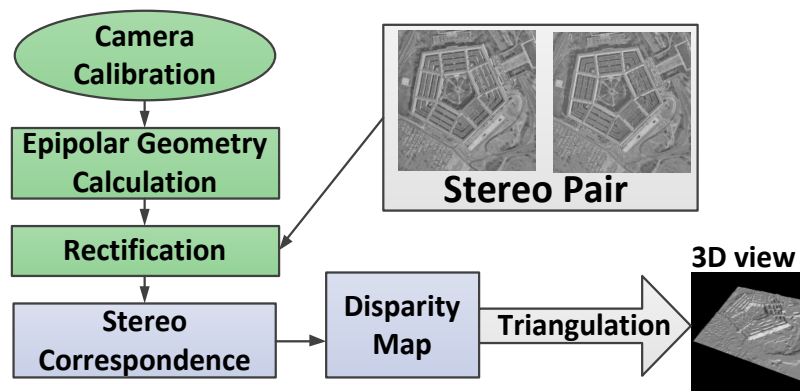 Camera
Calibration
Epipolar Geometry
Calculation
Rectification
Stereo
Correspondence
Stereo Pair
Disparity
Map
Triangulation
3D view